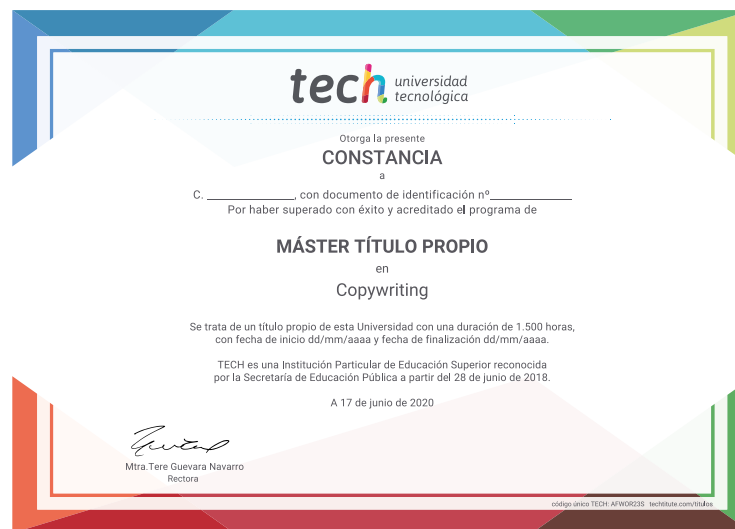 tech universidad
tecnológica
Otorga la presente
CONSTANCIA
a
C. ______________, con documento de identificación nº______________
Por haber superado con éxito y acreditado el programa de
MÁSTER TÍTULO PROPIO
en
Copywriting
Se trata de un título propio de esta Universidad con una duración de 1.500 horas,
con fecha de inicio dd/mm/aaaa y fecha de finalización dd/mm/aaaa.
TECH es una Institución Particular de Educación Superior reconocida
por la Secretaría de Educación Pública a partir del 28 de junio de 2018.
A 17 de junio de 2020
Mtra.Tere Guevara Navarro
Rectora
código único TECH: AFWOR23S techtitute.com/titulos